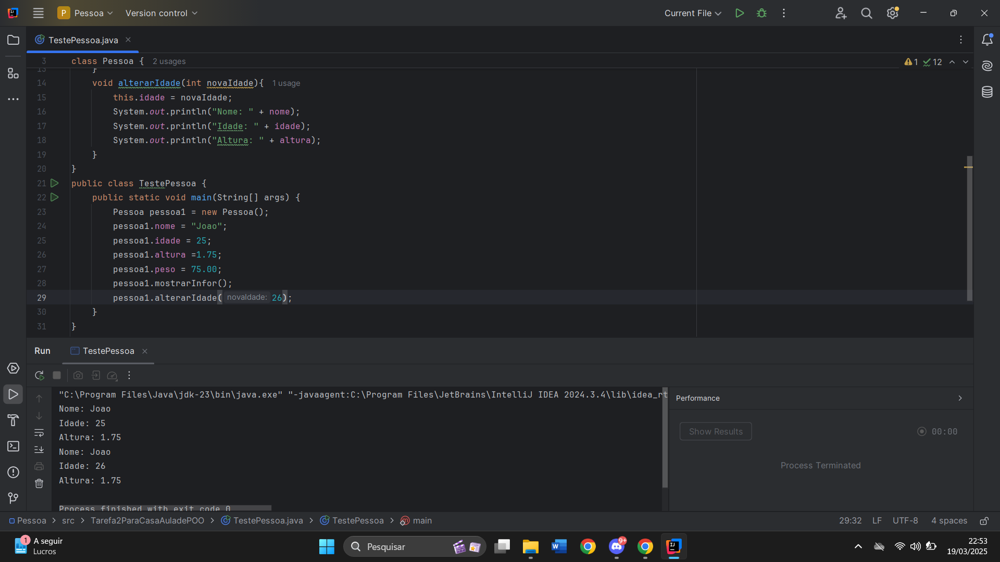 P Pessoa Version control Current File
TestePessoa.java
3 class Pessoa { 2 usages
1 12
13 }
14 void alterarIdade(int novaIdade){ 1 usage
15 this.idade = novaIdade;
16 System.out.println("Nome: " + nome);
17 System.out.println("Idade: " + idade);
18 System.out.println("Altura: " + altura);
19 }
20 }
21 public class TestePessoa {
22 public static void main(String[] args) {
23 Pessoa pessoa1 = new Pessoa();
24 pessoa1.nome = "Joao";
25 pessoa1.idade = 25;
26 pessoa1.altura =1.75;
27 pessoa1.peso = 75.00;
28 pessoa1.mostrarInfor();
29 pessoa1.alterarIdade( novaIdade: 26);
30 }
31 }
Run TestePessoa
"C:\Program Files\Java\jdk-23\bin\java.exe" "-javaagent:C:\Program Files\JetBrains\IntelliJ IDEA 2024.3.4\lib\idea_rt
Nome: Joao
Idade: 25
Altura: 1.75
Nome: Joao
Idade: 26
Altura: 1.75
Process finished with exit code 0
Performance
Show Results 00:00
Process Terminated
Pessoa > src > Tarefa2ParaCasaAuladePOO > TestePessoa.java > TestePessoa > m main
29:32 LF UTF-8 4 spaces
1 A seguir
Lucros
Pesquisar
9+
22:53
19/03/2025